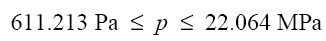 611.213 Pa ≤ p ≤ 22.064 MPa